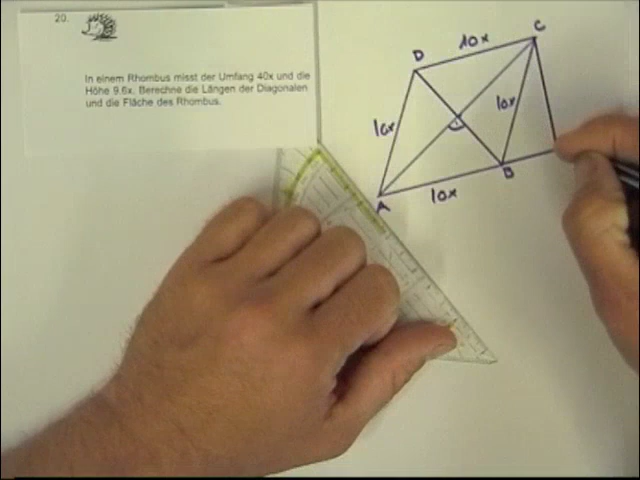 20.
In einem Rhombus misst der Umfang 40x und die
Höhe 9.6x. Berechne die Längen der Diagonalen
und die Fläche des Rhombus.
C
10x
D
10x
10x
B
10x
A